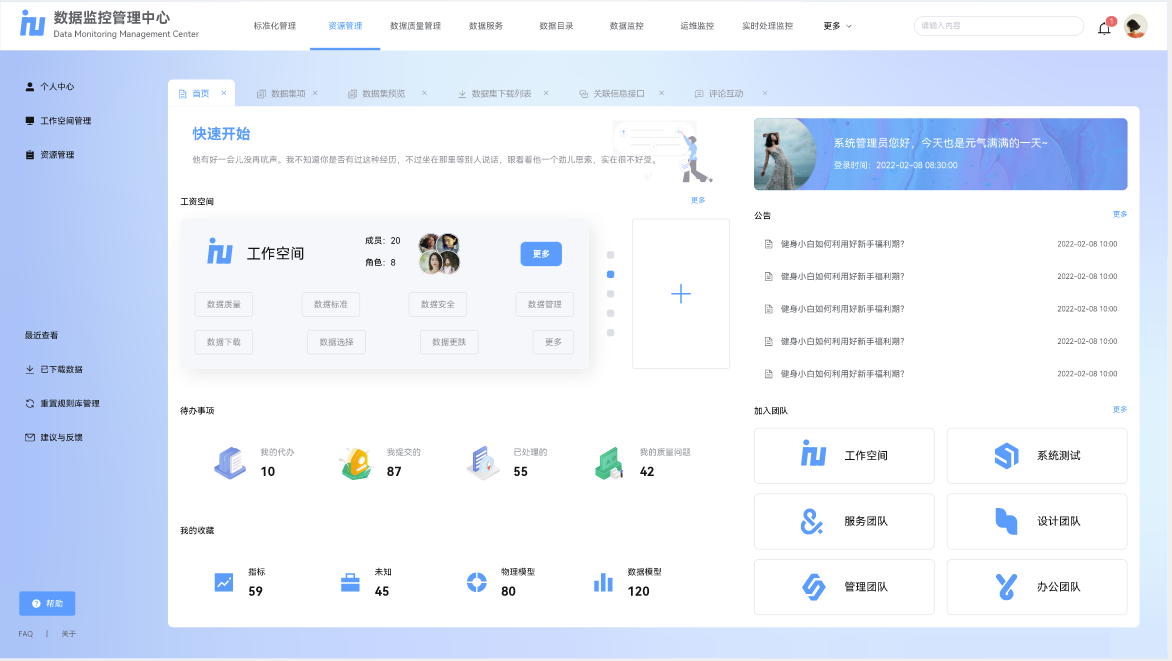 数据监控管理中心
Data Monitoring Management Center
标准化管理 资源管理 数据质量管理 数据服务 数据目录 数据监控 运维监控 实时处理监控 更多
请输入内容
1
个人中心
工作空间管理
资源管理
最近查看
已下载数据
重置规则库管理
建议与反馈
帮助
FAQ | 关于
首页 × 数据集项 × 数据集预览 × 数据集下载列表 × 关联信息接口 × 评论互动 ×
快速开始
他有好一会儿没再吭声。我不知道你是否有过这种经历，不过坐在那里等别人说话，眼看着他一个劲儿思索，实在很不好受。
工资空间 更多
工作空间
成员： 20
角色： 8
更多
数据质量 数据标准 数据安全 数据管理
数据下载 数据选择 数据更跌 更多
待办事项
我的代办 我提交的 已处理的 我的质量问题
10 87 55 42
我的收藏
指标 未知 物理模型 数据模型
59 45 80 120
系统管理员您好，今天也是元气满满的一天~
登录时间： 2022-02-08 08:30:00
公告 更多
健身小白如何利用好新手福利期? 2022-02-08 10:00
健身小白如何利用好新手福利期? 2022-02-08 10:00
健身小白如何利用好新手福利期? 2022-02-08 10:00
健身小白如何利用好新手福利期? 2022-02-08 10:00
健身小白如何利用好新手福利期? 2022-02-08 10:00
加入团队 更多
工作空间 系统测试
服务团队 设计团队
管理团队 办公团队